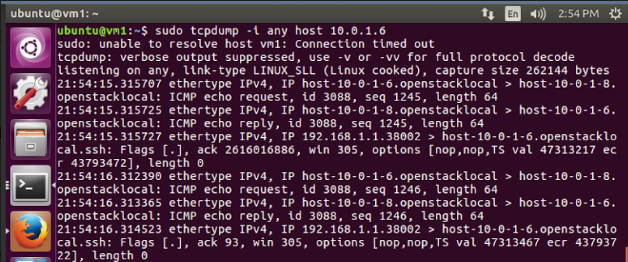 ubuntu@vm1: ~
En
2:54 PM
ubuntu@vm1:~$ sudo tcpdump -i any host 10.0.1.6
sudo: unable to resolve host vm1: Connection timed out
tcpdump: verbose output suppressed, use -v or -vv for full protocol decode
listening on any, link-type LINUX_SLL (Linux cooked), capture size 262144 bytes
21:54:15.315707 ethertype IPv4, IP host-10-0-1-6.openstacklocal > host-10-0-1-8.
openstacklocal: ICMP echo request, id 3088, seq 1245, length 64
21:54:15.315725 ethertype IPv4, IP host-10-0-1-8.openstacklocal > host-10-0-1-6.
openstacklocal: ICMP echo reply, id 3088, seq 1245, length 64
21:54:15.315727 ethertype IPv4, IP 192.168.1.1.38002 > host-10-0-1-6.openstacklo
cal.ssh: Flags [.], ack 2616016886, win 305, options [nop,nop,TS val 47313217 ec
r 43793472], length 0
21:54:16.312390 ethertype IPv4, IP host-10-0-1-6.openstacklocal > host-10-0-1-8.
openstacklocal: ICMP echo request, id 3088, seq 1246, length 64
21:54:16.313365 ethertype IPv4, IP host-10-0-1-8.openstacklocal > host-10-0-1-6.
openstacklocal: ICMP echo reply, id 3088, seq 1246, length 64
21:54:16.314523 ethertype IPv4, IP 192.168.1.1.38002 > host-10-0-1-6.openstacklo
cal.ssh: Flags [.], ack 93, win 305, options [nop,nop,TS val 47313467 ecr 437937
22], length 0